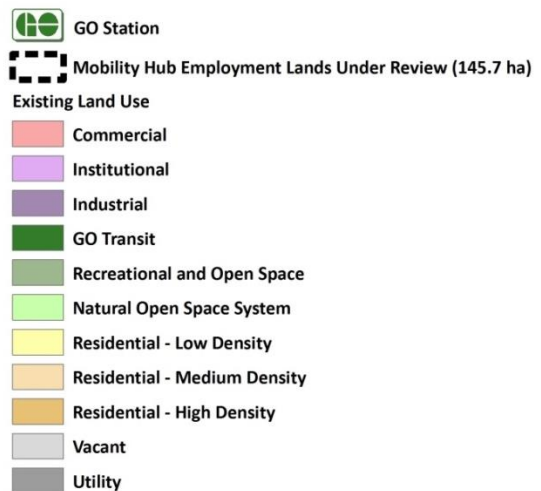 GO GO Station
Mobility Hub Employment Lands Under Review (145.7 ha)
Existing Land Use
Commercial
Institutional
Industrial
GO Transit
Recreational and Open Space
Natural Open Space System
Residential - Low Density
Residential - Medium Density
Residential - High Density
Vacant
Utility